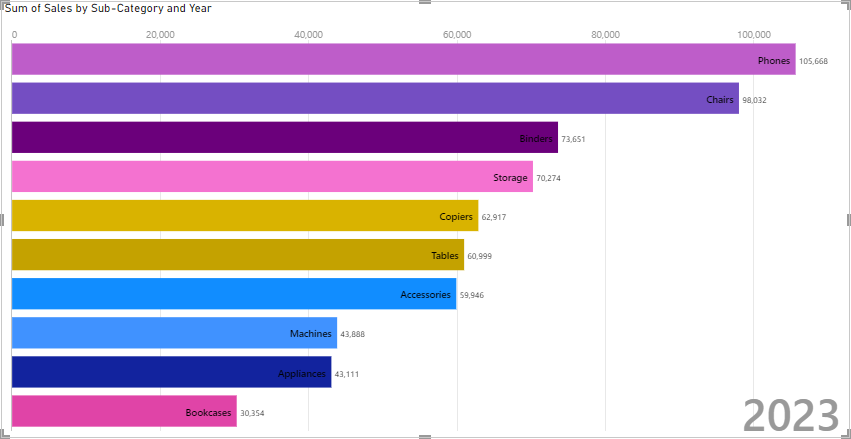 Sum of Sales by Sub-Category and Year
0 20,000 40,000 60,000 80,000 100,000
Phones 105,668
Chairs 98,032
Binders 73,651
Storage 70,274
Copiers 62,917
Tables 60,999
Accessories 59,946
Machines 43,888
Appliances 43,111
Bookcases 30,354
2023